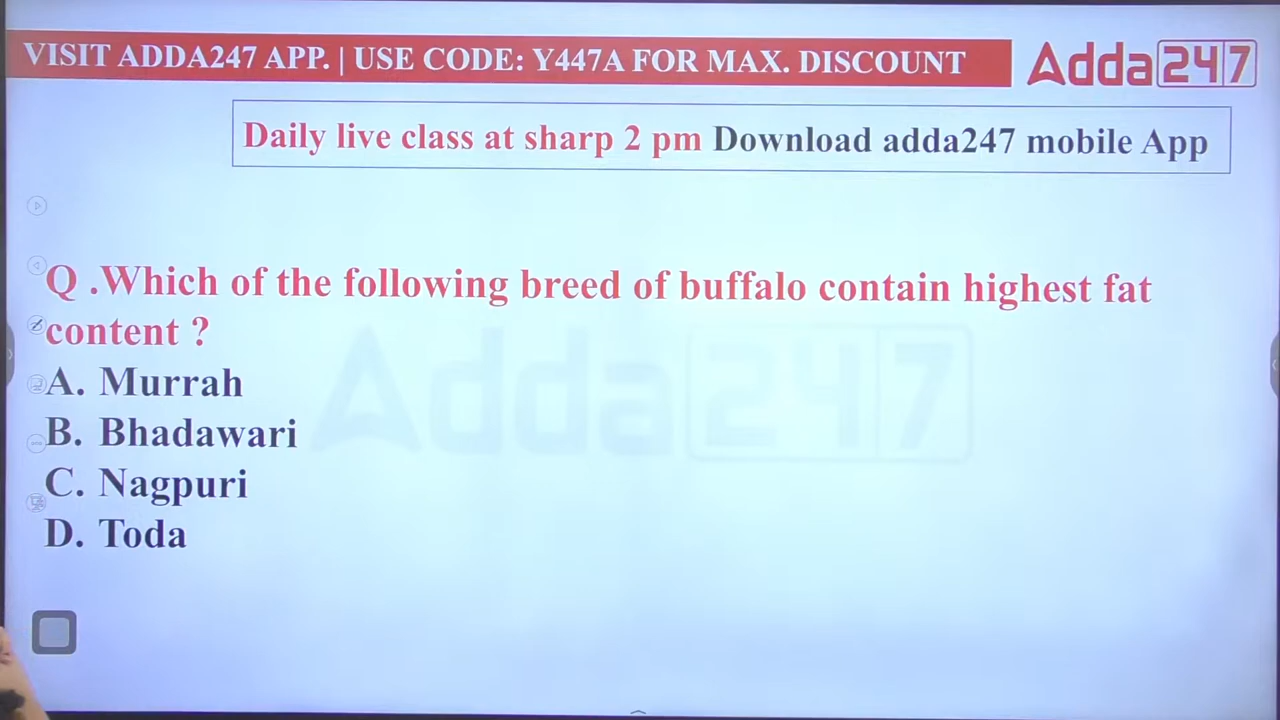 VISIT ADDA247 APP. | USE CODE: Y447A FOR MAX. DISCOUNT
Adda247
Daily live class at sharp 2 pm Download adda247 mobile App
Q .Which of the following breed of buffalo contain highest fat
content ?
A. Murrah
B. Bhadawari
C. Nagpuri
D. Toda
Adda247